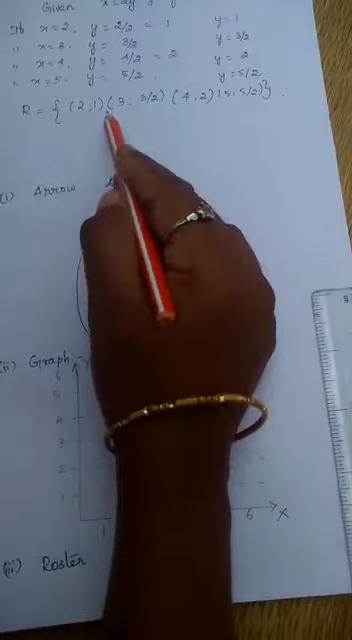 Given x=2y
If x=2, y= 2/2 = 1 y=1
" x=3, y= 3/2 y=3/2
" x=4, y= 4/2 = 2 y=2
" x=5, y= 5/2 . y=5/2
R = { (2,1) (3, 3/2) (4,2) (5, 5/2)} .
(i) Arrow
(ii) Graph
6
5
4
3
2
1
1 6 X
(iii) Roster